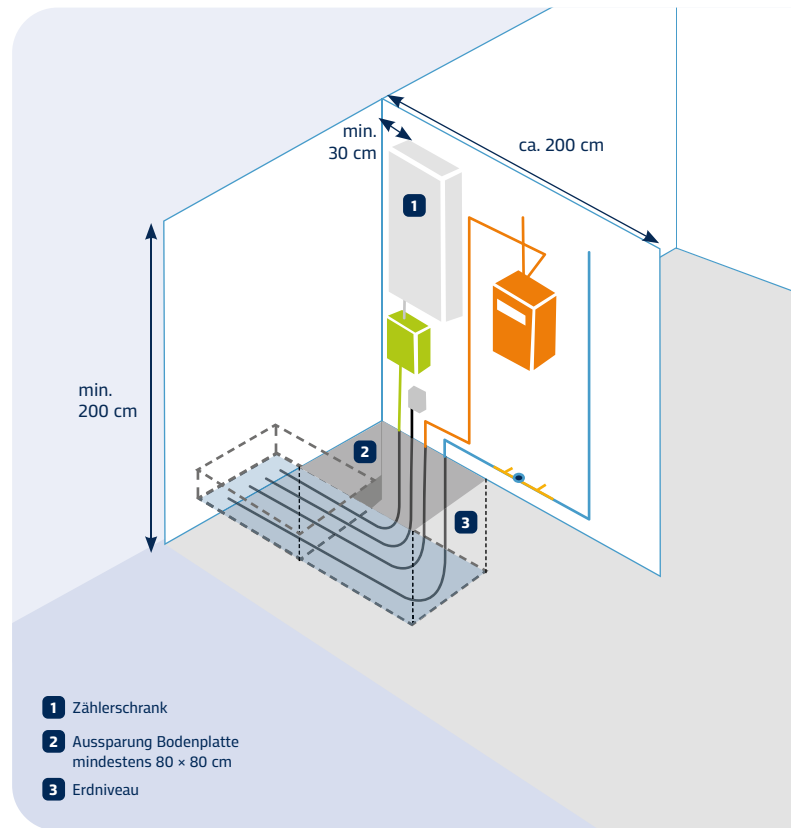 min.
30 cm
ca. 200 cm
1
min.
200 cm
2
3
1 Zählerschrank
2 Aussparung Bodenplatte
mindestens 80 × 80 cm
3 Erdniveau